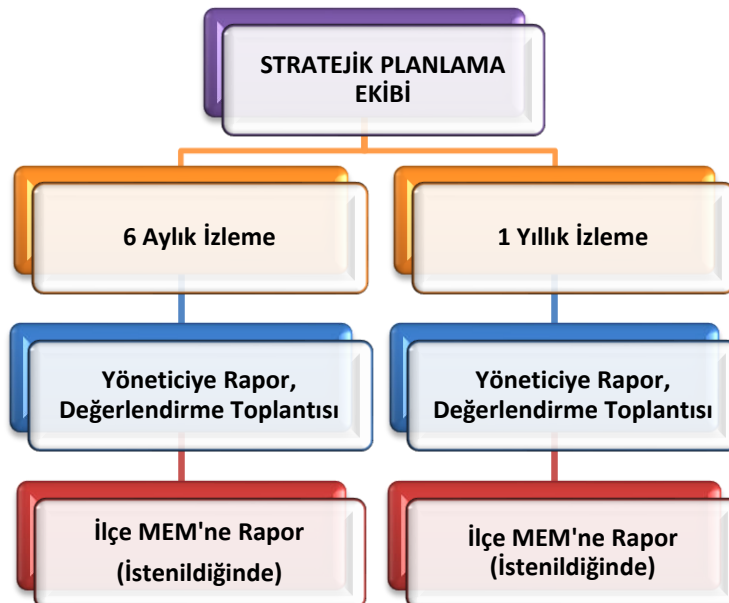 STRATEJİK PLANLAMA
EKİBİ
6 Aylık İzleme
1 Yıllık İzleme
Yöneticiye Rapor,
Değerlendirme Toplantısı
Yöneticiye Rapor,
Değerlendirme Toplantısı
İlçe MEM'ne Rapor
(İstenildiğinde)
İlçe MEM'ne Rapor
(İstenildiğinde)